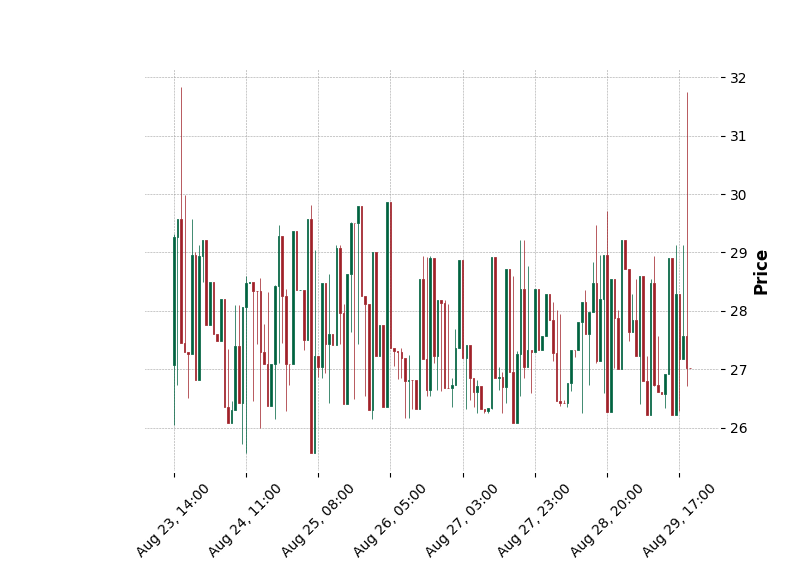 32
31
30
29
28
27
26
Price
Aug 23, 14:00
Aug 24, 11:00
Aug 25, 08:00
Aug 26, 05:00
Aug 27, 03:00
Aug 27, 23:00
Aug 28, 20:00
Aug 29, 17:00